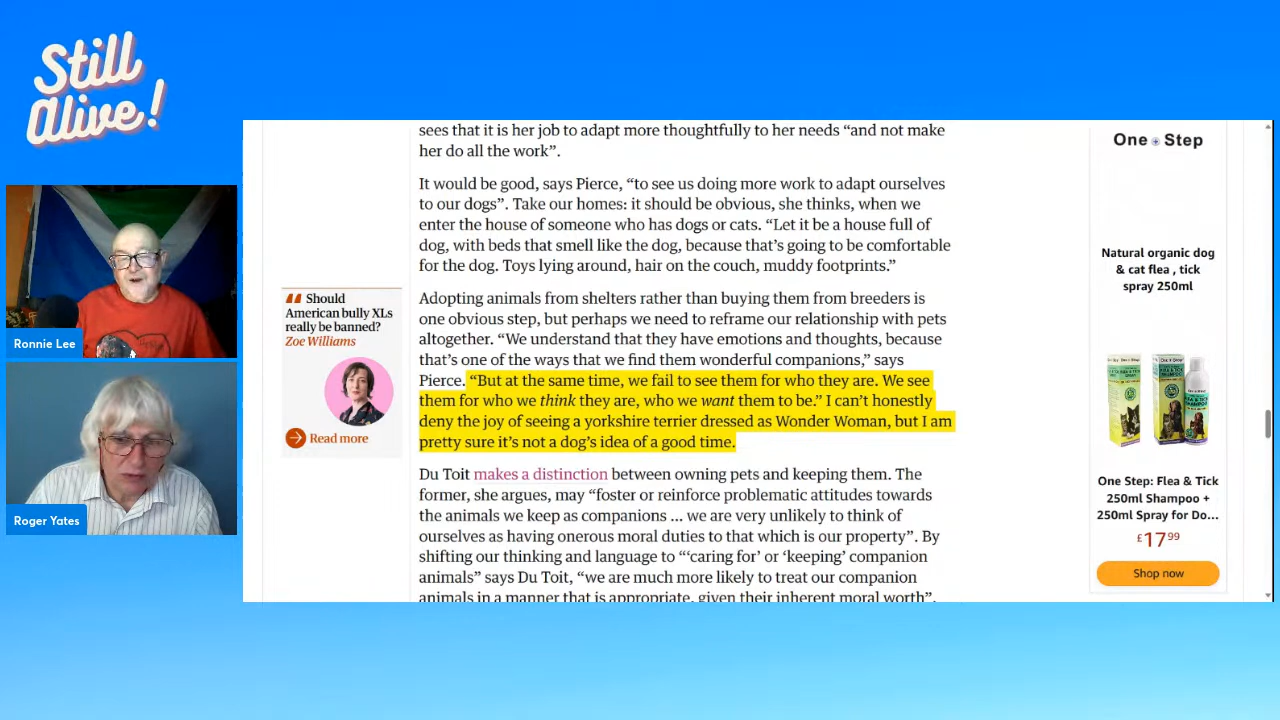 Still
Alive!
Ronnie Lee
Roger Yates
sees that it is her job to adapt more thoughtfully to her needs “and not make
her do all the work”.
It would be good, says Pierce, “to see us doing more work to adapt ourselves
to our dogs”. Take our homes: it should be obvious, she thinks, when we
enter the house of someone who has dogs or cats. “Let it be a house full of
dog, with beds that smell like the dog, because that’s going to be comfortable
for the dog. Toys lying around, hair on the couch, muddy footprints.”
Should
American bully XLs
really be banned?
Zoe Williams
Read more
Adopting animals from shelters rather than buying them from breeders is
one obvious step, but perhaps we need to reframe our relationship with pets
altogether. “We understand that they have emotions and thoughts, because
that’s one of the ways that we find them wonderful companions,” says
Pierce. “But at the same time, we fail to see them for who they are. We see
them for who we think they are, who we want them to be.” I can’t honestly
deny the joy of seeing a yorkshire terrier dressed as Wonder Woman, but I am
pretty sure it’s not a dog’s idea of a good time.
Du Toit makes a distinction between owning pets and keeping them. The
former, she argues, may “foster or reinforce problematic attitudes towards
the animals we keep as companions … we are very unlikely to think of
ourselves as having onerous moral duties to that which is our property”. By
shifting our thinking and language to “‘caring for’ or ‘keeping’ companion
animals” says Du Toit, “we are much more likely to treat our companion
animals in a manner that is appropriate, given their inherent moral worth”.
One Step
Natural organic dog
& cat flea , tick
spray 250ml
One Step: Flea & Tick
250ml Shampoo +
250ml Spray for Do...
£17.99
Shop now